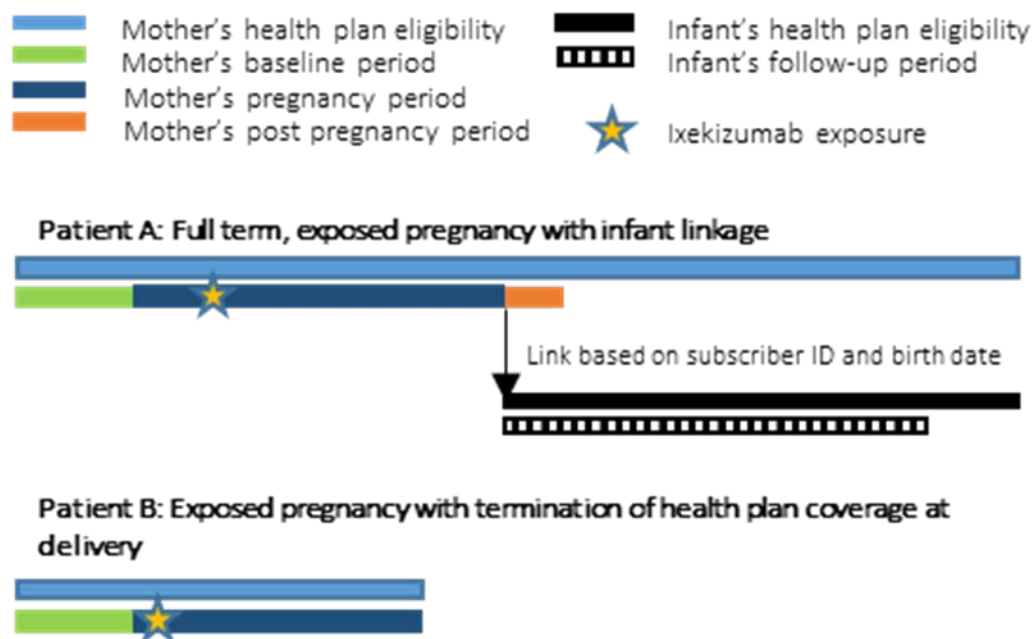 Mother's health plan eligibility
Mother's baseline period
Mother's pregnancy period
Mother's post pregnancy period
Infant's health plan eligibility
Infant's follow-up period
Ixekizumab exposure
Patient A: Full term, exposed pregnancy with infant linkage
Link based on subscriber ID and birth date
Patient B: Exposed pregnancy with termination of health plan coverage at
delivery